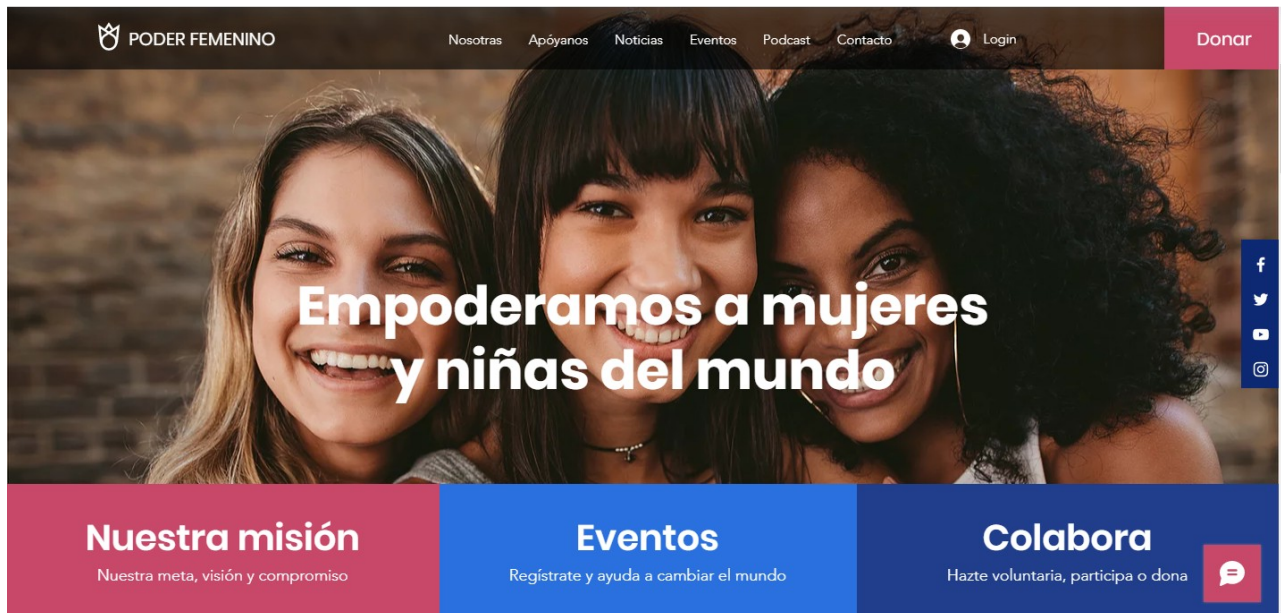 PODER FEMENINO
Nosotras Apóyanos Noticias Eventos Podcast Contacto Login Donar
Empoderamos a mujeres
y niñas del mundo
Nuestra misión
Nuestra meta, visión y compromiso
Eventos
Regístrate y ayuda a cambiar el mundo
Colabora
Hazte voluntaria, participa o dona